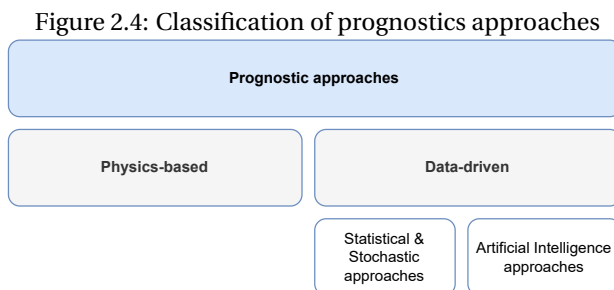 Figure 2.4: Classification of prognostics approaches
Prognostic approaches
Physics-based
Data-driven
Statistical &
Stochastic
approaches
Artificial Intelligence
approaches